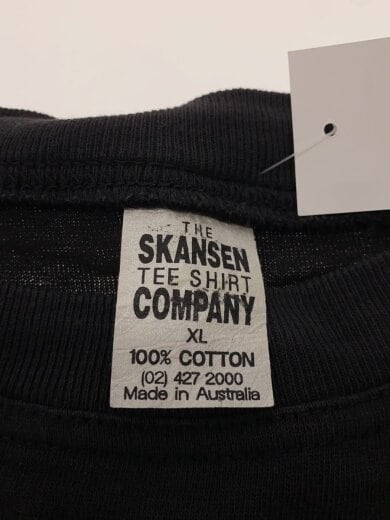 THE
SKANSEN
TEE SHIRT
COMPANY
XL
100% COTTON
(02) 427 2000
Made in Australia